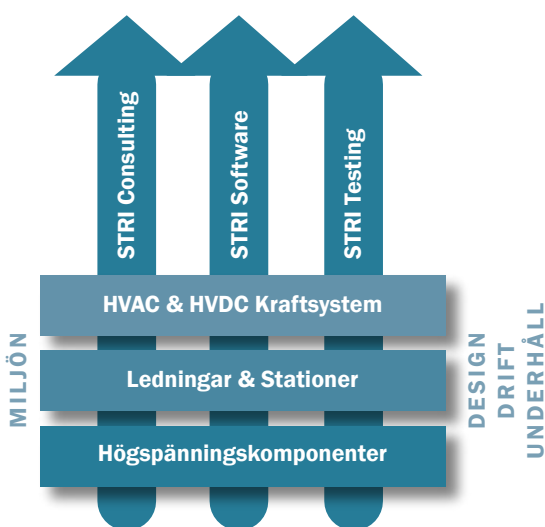 STRI Consulting
STRI Software
STRI Testing
HVAC & HVDC Kraftsystem
Ledningar & Stationer
Högspänningskomponenter
MILJÖN
DESIGN
DRIFT
UNDERHÅLL